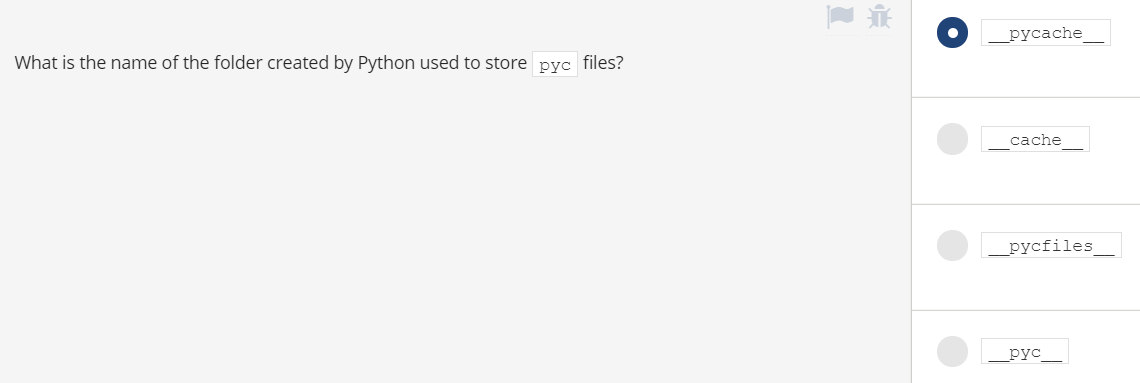 What is the name of the folder created by Python used to store pyc files?
__pycache__
__cache__
__pycfiles__
__pyc__